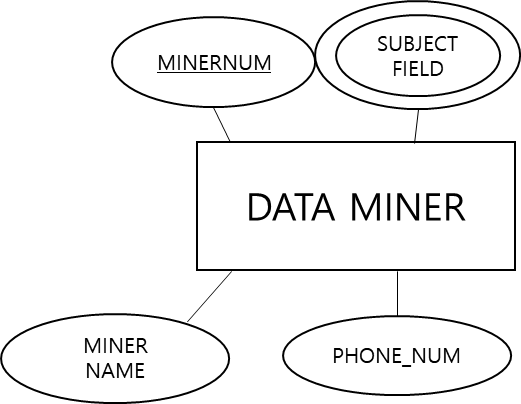 MINERNUM
SUBJECT
FIELD
DATA MINER
MINER
NAME
PHONE_NUM